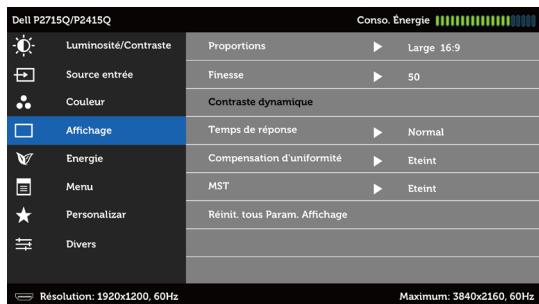 Dell P2715Q/P2415Q Conso. Énergie
Luminosité/Contraste Proportions Large 16:9
Source entrée Finesse 50
Couleur Contraste dynamique
Affichage Temps de réponse Normal
Energie Compensation d'uniformité Eteint
Menu MST Eteint
Personalizar Réinit. tous Param. Affichage
Divers
Résolution: 1920x1200, 60Hz Maximum: 3840x2160, 60Hz